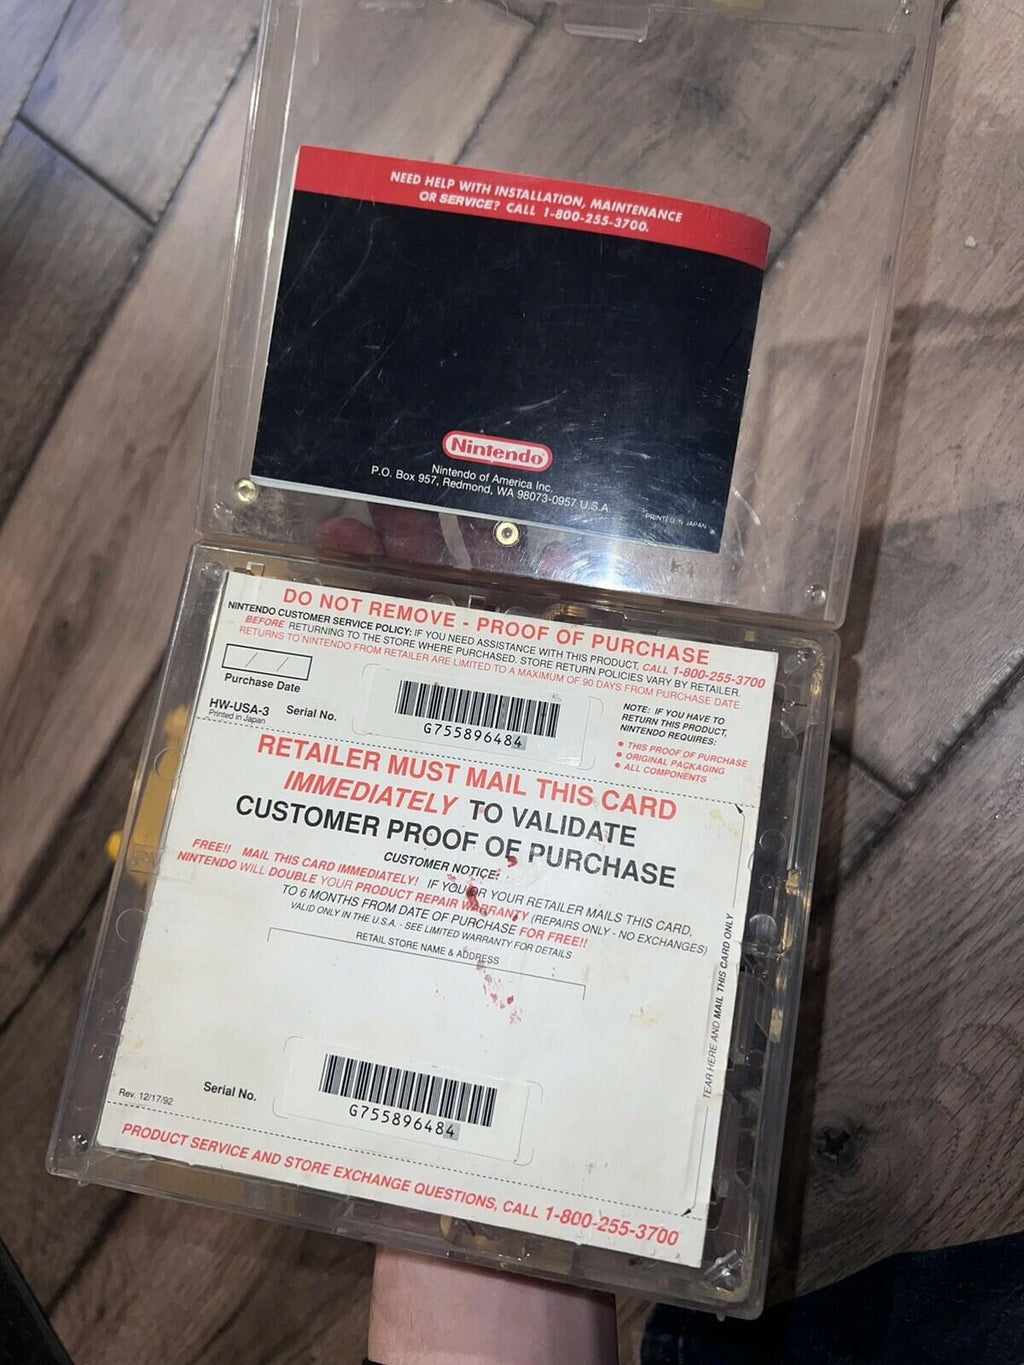 NEED HELP WITH INSTALLATION, MAINTENANCE
OR SERVICE? CALL 1-800-255-3700.
Nintendo
Nintendo of America Inc.
P.O. Box 957, Redmond, WA 98073-0957 U.S.A.
PRINTED IN JAPAN
DO NOT REMOVE - PROOF OF PURCHASE
NINTENDO CUSTOMER SERVICE POLICY: IF YOU NEED ASSISTANCE WITH THIS PRODUCT, CALL 1-800-255-3700
BEFORE RETURNING TO THE STORE WHERE PURCHASED. STORE RETURN POLICIES VARY BY RETAILER.
RETURNS TO NINTENDO FROM RETAILER ARE LIMITED TO A MAXIMUM OF 90 DAYS FROM PURCHASE DATE.
/ /
Purchase Date
HW-USA-3
Printed in Japan
Serial No.
G755896484
NOTE: IF YOU HAVE TO
RETURN THIS PRODUCT,
NINTENDO REQUIRES:
• THIS PROOF OF PURCHASE
• ORIGINAL PACKAGING
• ALL COMPONENTS
RETAILER MUST MAIL THIS CARD
IMMEDIATELY TO VALIDATE
CUSTOMER PROOF OF PURCHASE
CUSTOMER NOTICE:
FREE!! MAIL THIS CARD IMMEDIATELY! IF YOU OR YOUR RETAILER MAILS THIS CARD,
NINTENDO WILL DOUBLE YOUR PRODUCT REPAIR WARRANTY (REPAIRS ONLY - NO EXCHANGES)
TO 6 MONTHS FROM DATE OF PURCHASE FOR FREE!!
VALID ONLY IN THE U.S.A. - SEE LIMITED WARRANTY FOR DETAILS
RETAIL STORE NAME & ADDRESS
TEAR HERE AND MAIL THIS CARD ONLY
Rev. 12/17/92
Serial No.
G755896484
PRODUCT SERVICE AND STORE EXCHANGE QUESTIONS, CALL 1-800-255-3700